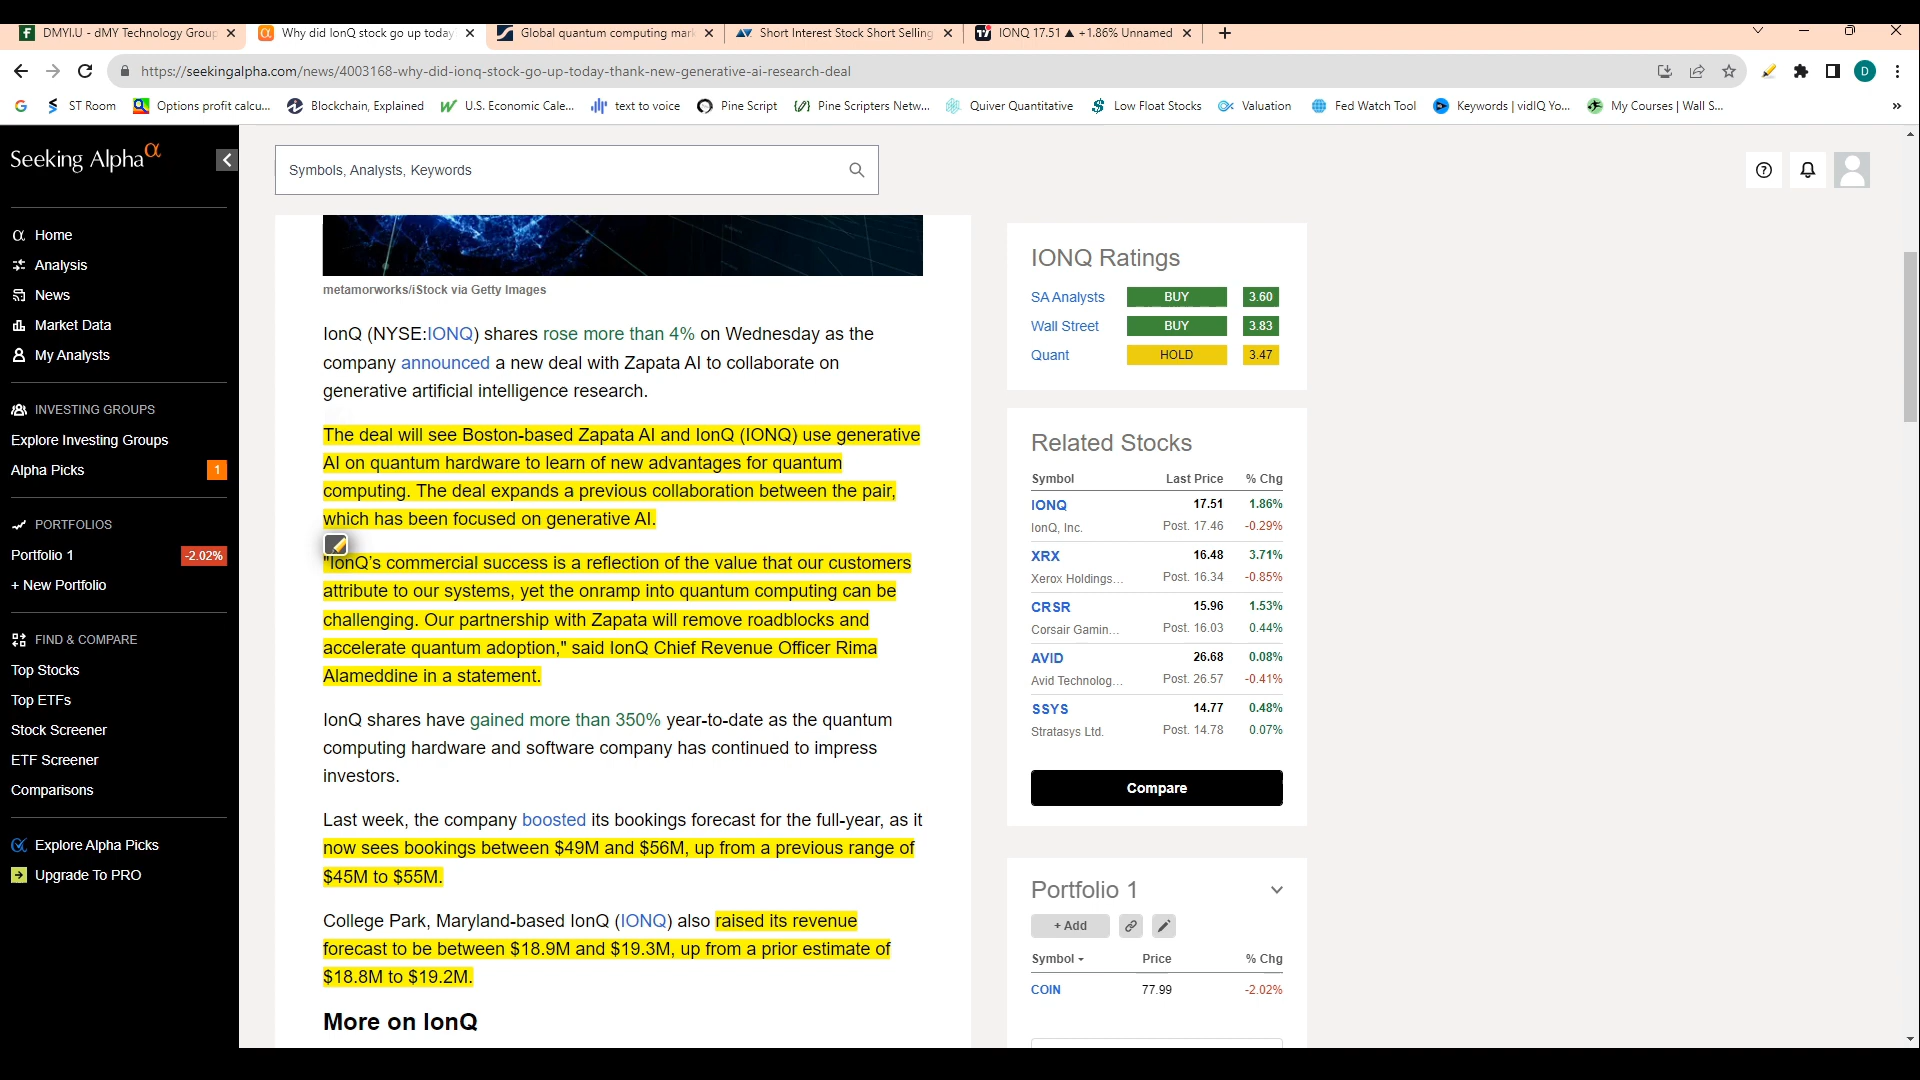 DMYI.U - dMY Technology Group
Why did IonQ stock go up today
Global quantum computing mark
Short Interest Stock Short Selling
IONQ 17.51 ▲ +1.86% Unnamed
https://seekingalpha.com/news/4003168-why-did-ionq-stock-go-up-today-thank-new-generative-ai-research-deal
D
ST Room
Options profit calcu...
Blockchain, Explained
U.S. Economic Cale...
text to voice
Pine Script
Pine Scripters Netw...
Quiver Quantitative
Low Float Stocks
Valuation
Fed Watch Tool
Keywords | vidIQ Yo...
My Courses | Wall S...
»
Seeking Alpha α
Symbols, Analysts, Keywords
Home
Analysis
News
Market Data
My Analysts
INVESTING GROUPS
Explore Investing Groups
Alpha Picks 1
PORTFOLIOS
Portfolio 1 -2.02%
+ New Portfolio
FIND & COMPARE
Top Stocks
Top ETFs
Stock Screener
ETF Screener
Comparisons
Explore Alpha Picks
Upgrade To PRO
metamorworks/iStock via Getty Images
IonQ (NYSE:IONQ) shares rose more than 4% on Wednesday as the
company announced a new deal with Zapata AI to collaborate on
generative artificial intelligence research.
The deal will see Boston-based Zapata AI and IonQ (IONQ) use generative
AI on quantum hardware to learn of new advantages for quantum
computing. The deal expands a previous collaboration between the pair,
which has been focused on generative AI.
"IonQ's commercial success is a reflection of the value that our customers
attribute to our systems, yet the onramp into quantum computing can be
challenging. Our partnership with Zapata will remove roadblocks and
accelerate quantum adoption," said IonQ Chief Revenue Officer Rima
Alameddine in a statement.
IonQ shares have gained more than 350% year-to-date as the quantum
computing hardware and software company has continued to impress
investors.
Last week, the company boosted its bookings forecast for the full-year, as it
now sees bookings between $49M and $56M, up from a previous range of
$45M to $55M.
College Park, Maryland-based IonQ (IONQ) also raised its revenue
forecast to be between $18.9M and $19.3M, up from a prior estimate of
$18.8M to $19.2M.
More on IonQ
IONQ Ratings
SA Analysts BUY 3.60
Wall Street BUY 3.83
Quant HOLD 3.47
Related Stocks
Symbol Last Price % Chg
IONQ 17.51 1.86%
IonQ, Inc. Post. 17.46 -0.29%
XRX 16.48 3.71%
Xerox Holdings... Post. 16.34 -0.85%
CRSR 15.96 1.53%
Corsair Gamin... Post. 16.03 0.44%
AVID 26.68 0.08%
Avid Technolog... Post. 26.57 -0.41%
SSYS 14.77 0.48%
Stratasys Ltd. Post. 14.78 0.07%
Compare
Portfolio 1
+ Add
Symbol Price % Chg
COIN 77.99 -2.02%